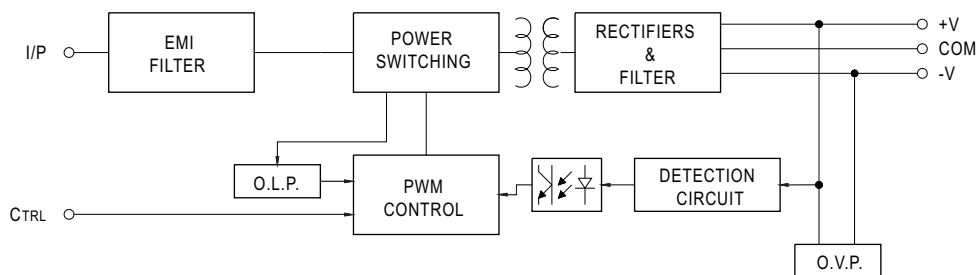 I/P
EMI
FILTER
POWER
SWITCHING
RECTIFIERS
&
FILTER
+V
COM
-V
O.L.P.
PWM
CONTROL
DETECTION
CIRCUIT
CTRL
O.V.P.